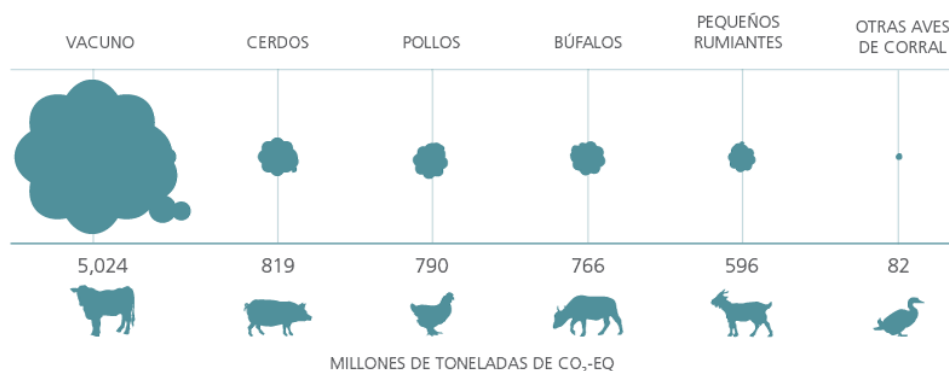 VACUNO
CERDOS
POLLOS
BÚFALOS
PEQUEÑOS
RUMIANTES
OTRAS AVES
DE CORRAL
5,024
819
790
766
596
82
MILLONES DE TONELADAS DE CO₂-EQ